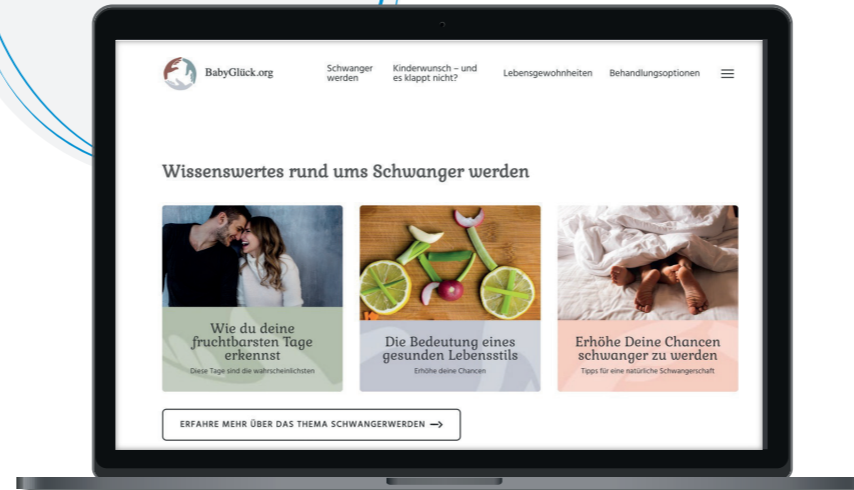 BabyGlück.org
Schwanger
werden
Kinderwunsch – und
es klappt nicht?
Lebensgewohnheiten
Behandlungsoptionen
Wissenswertes rund ums Schwanger werden
Wie du deine
fruchtbarsten Tage
erkennst
Diese Tage sind die wahrscheinlichsten
Die Bedeutung eines
gesunden Lebensstils
Erhöhe deine Chancen
Erhöhe Deine Chancen
schwanger zu werden
Tipps für eine natürliche Schwangerschaft
ERFAHRE MEHR ÜBER DAS THEMA SCHWANGERWERDEN